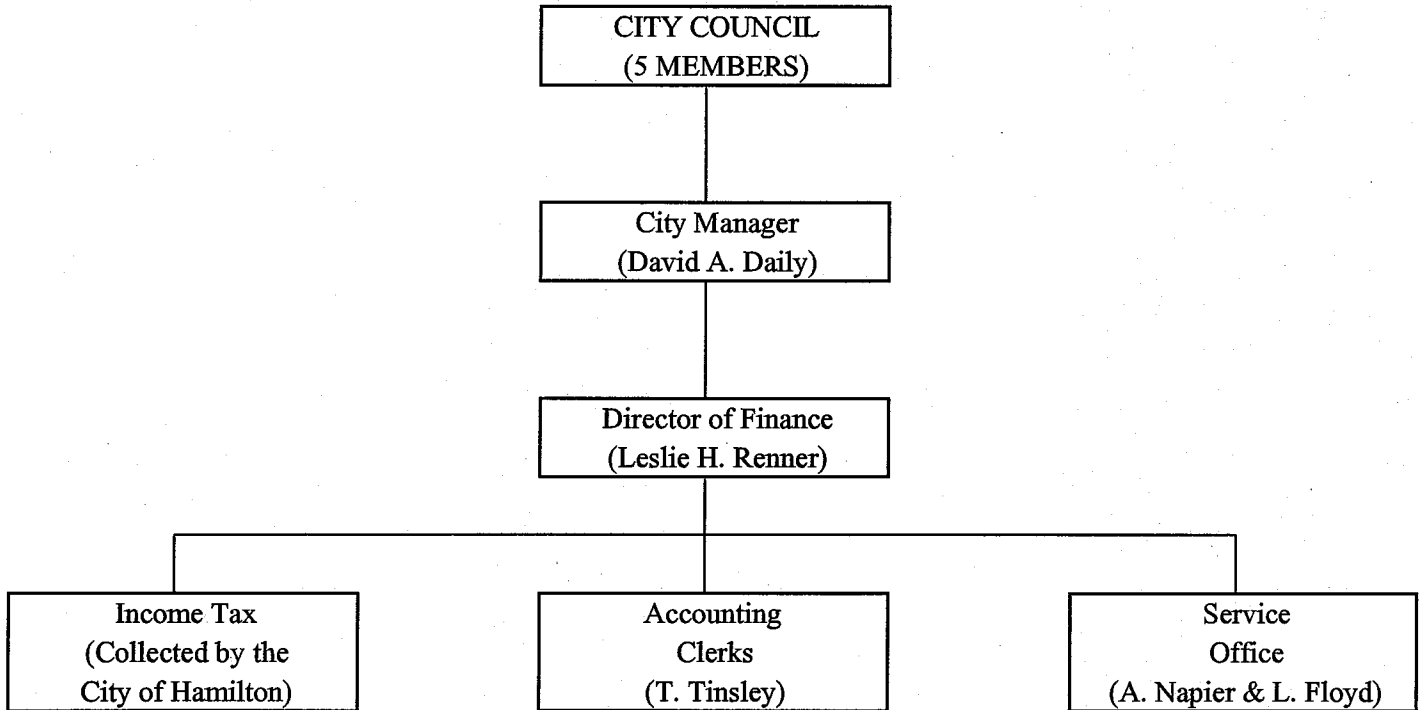 CITY COUNCIL
(5 MEMBERS)
City Manager
(David A. Daily)
Director of Finance
(Leslie H. Renner)
Income Tax
(Collected by the
City of Hamilton)
Accounting
Clerks
(T. Tinsley)
Service
Office
(A. Napier & L. Floyd)